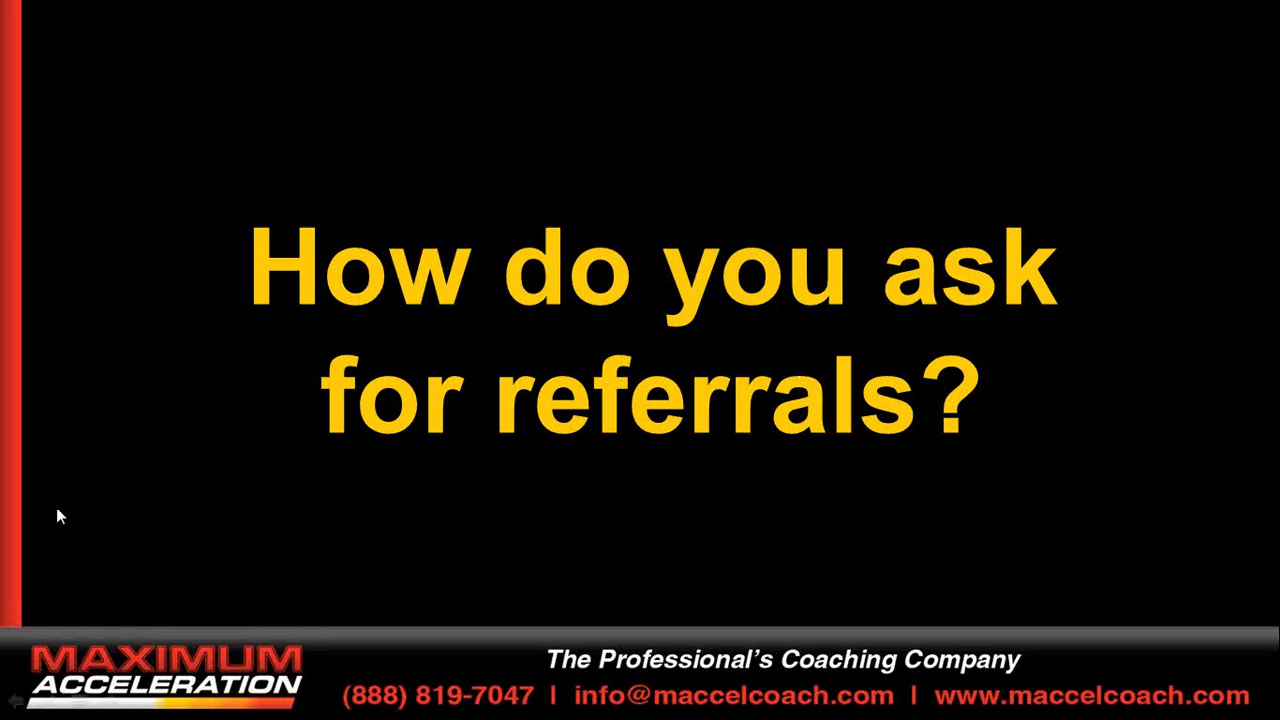 How do you ask
for referrals?
MAXIMUM
ACCELERATION
The Professional's Coaching Company
(888) 819-7047 | info@maccelcoach.com | www.maccelcoach.com